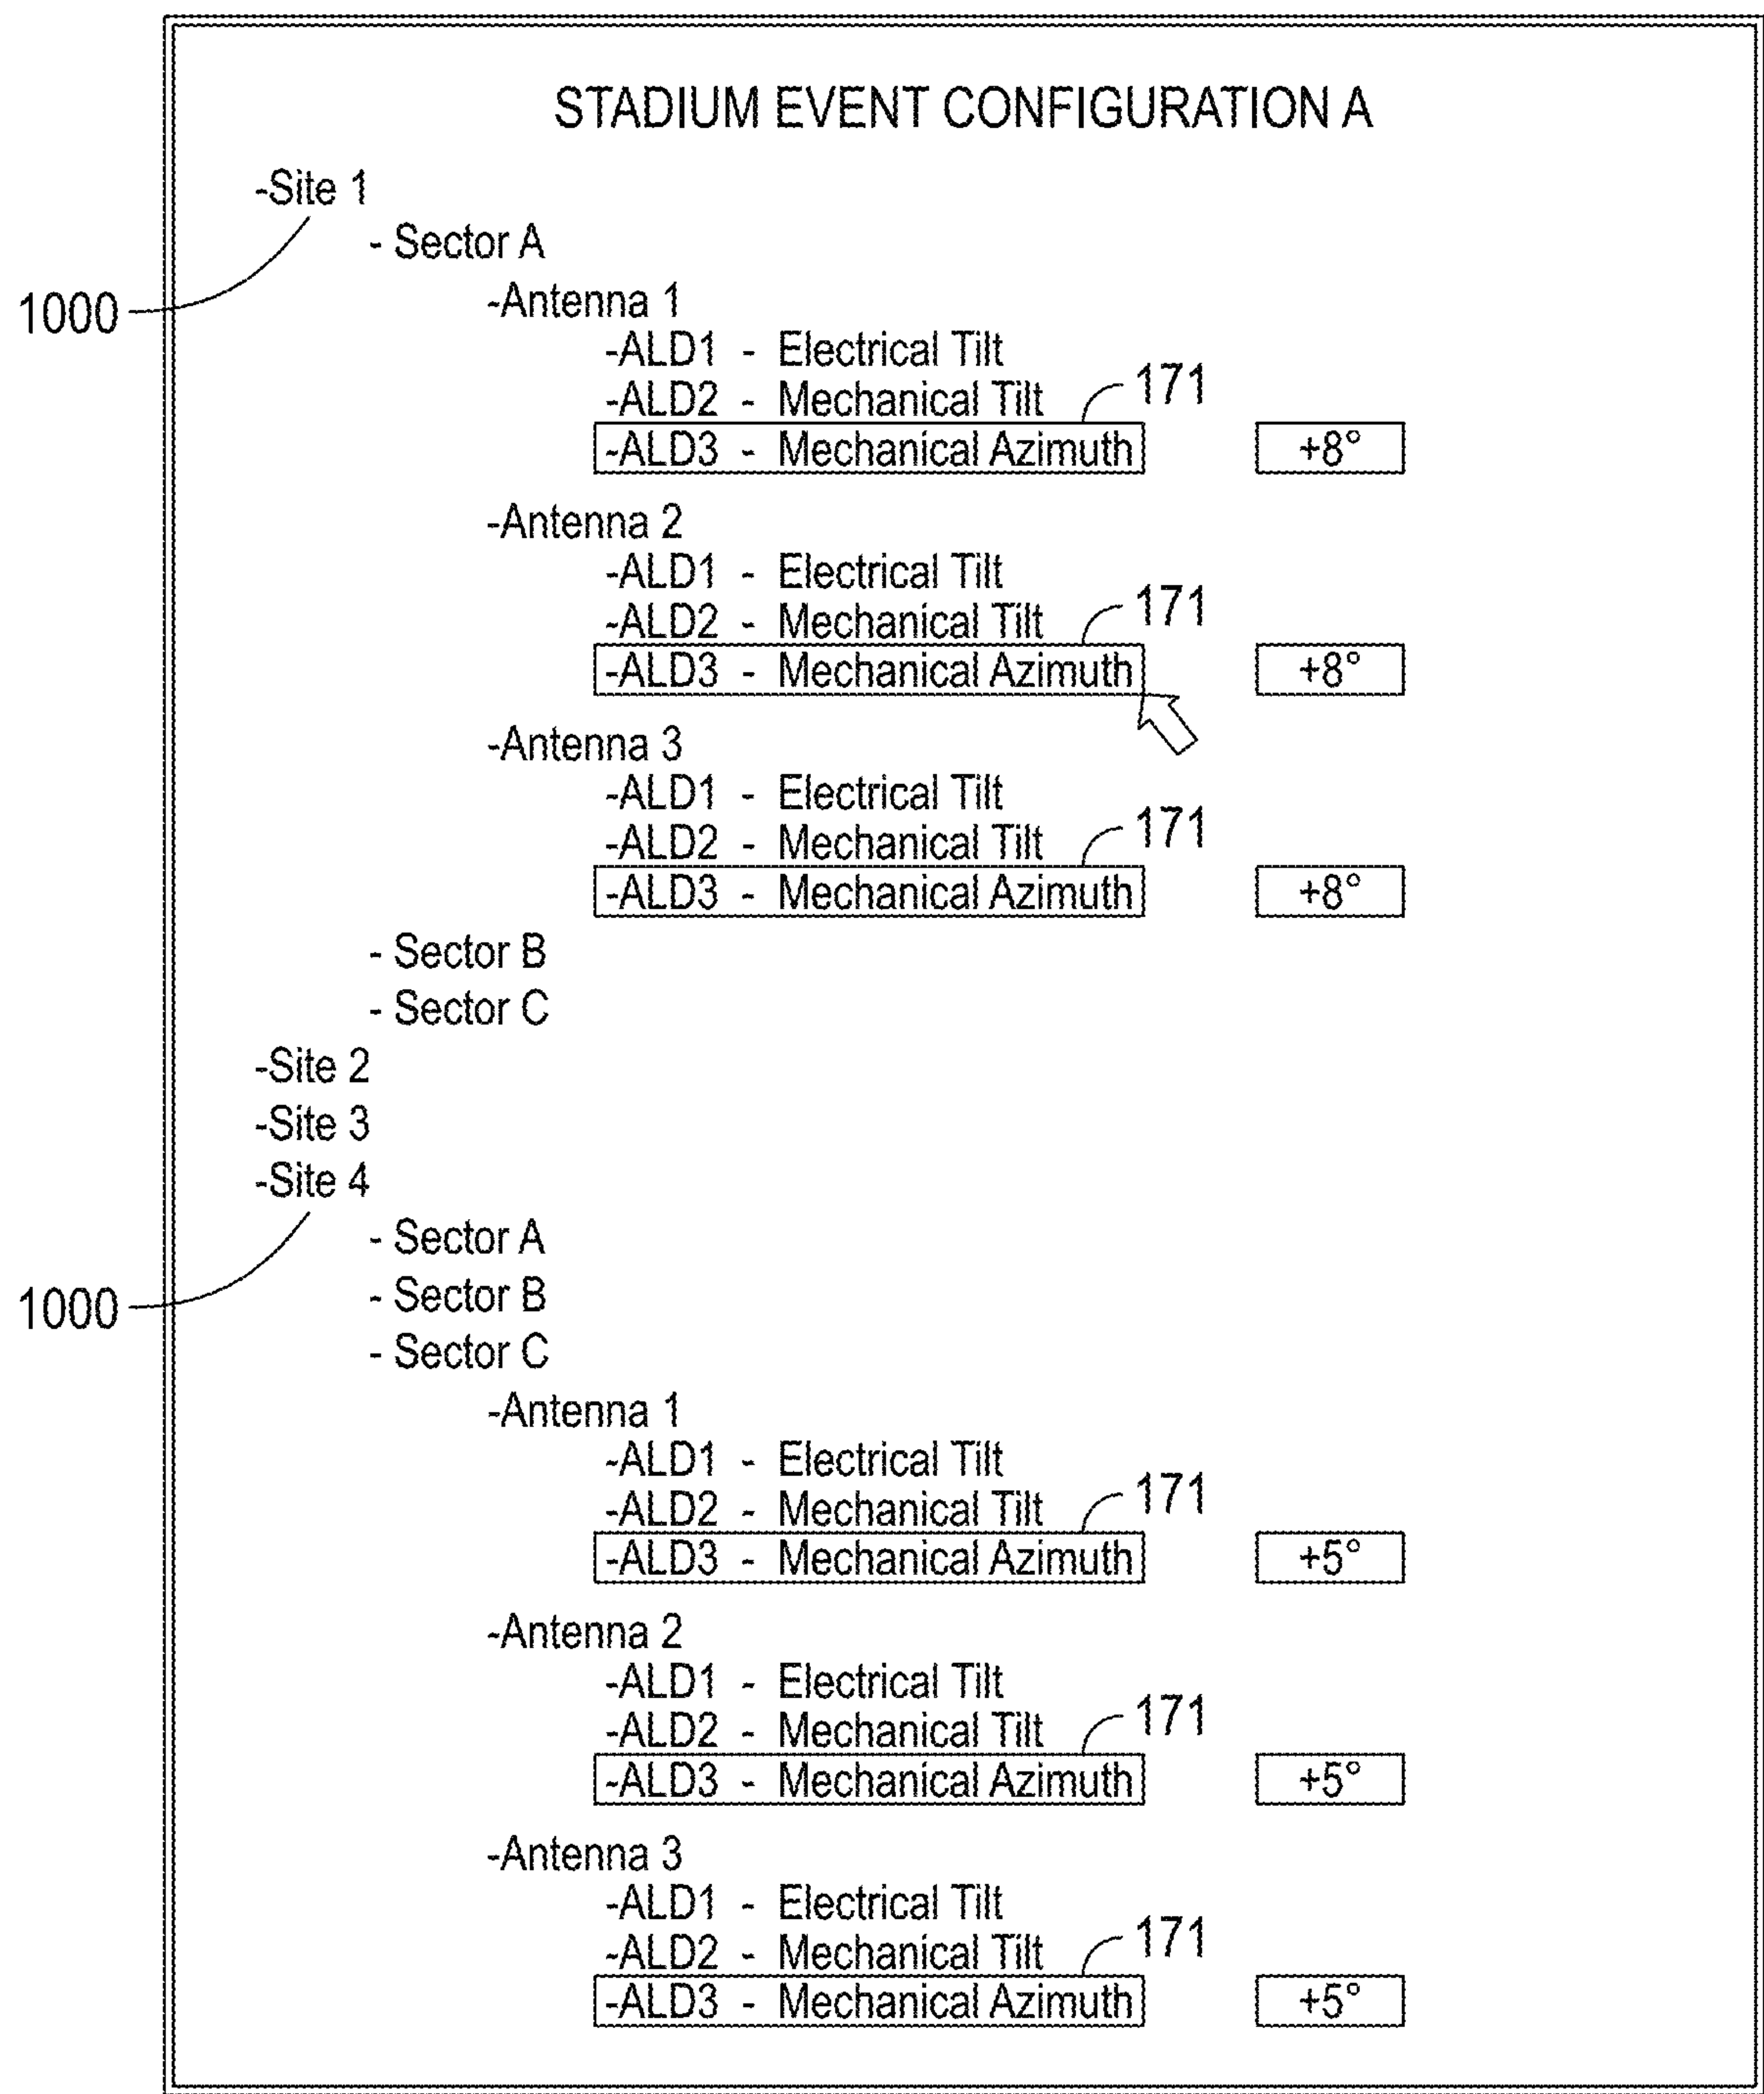 STADIUM EVENT CONFIGURATION A
-Site 1
- Sector A
1000
-Antenna 1
-ALD1 - Electrical Tilt
-ALD2 - Mechanical Tilt 171
-ALD3 - Mechanical Azimuth +8°
-Antenna 2
-ALD1 - Electrical Tilt
-ALD2 - Mechanical Tilt 171
-ALD3 - Mechanical Azimuth +8°
-Antenna 3
-ALD1 - Electrical Tilt
-ALD2 - Mechanical Tilt 171
-ALD3 - Mechanical Azimuth +8°
- Sector B
- Sector C
-Site 2
-Site 3
-Site 4
- Sector A
1000 - Sector B
- Sector C
-Antenna 1
-ALD1 - Electrical Tilt
-ALD2 - Mechanical Tilt 171
-ALD3 - Mechanical Azimuth +5°
-Antenna 2
-ALD1 - Electrical Tilt
-ALD2 - Mechanical Tilt 171
-ALD3 - Mechanical Azimuth +5°
-Antenna 3
-ALD1 - Electrical Tilt
-ALD2 - Mechanical Tilt 171
-ALD3 - Mechanical Azimuth +5°